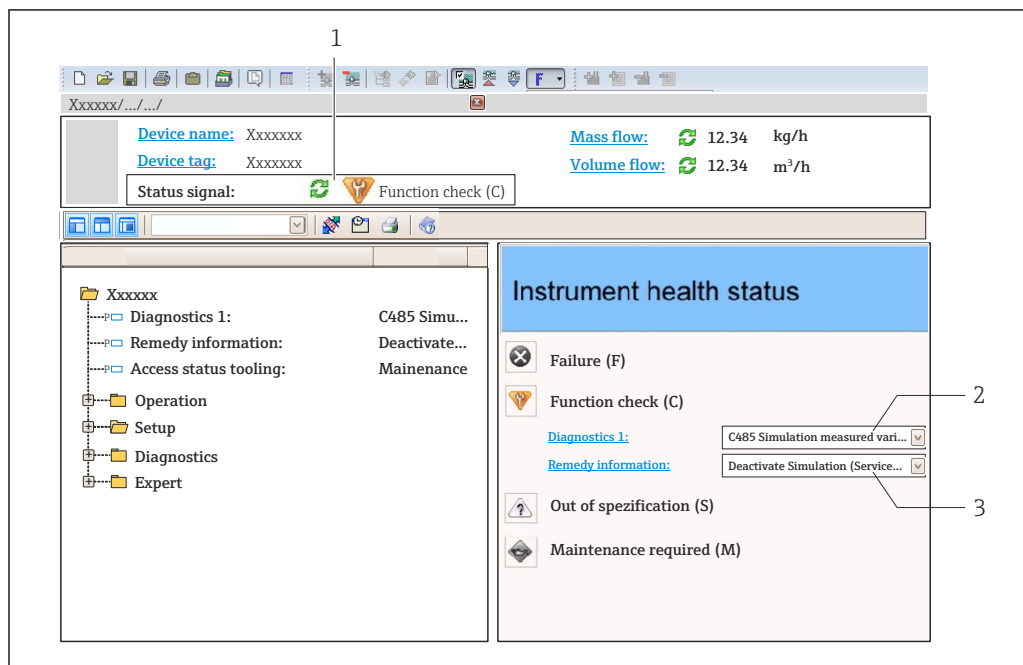 1
F
Xxxxxx/.../.../
Device name: Xxxxxxx
Mass flow: 12.34 kg/h
Device tag: Xxxxxxx
Volume flow: 12.34 m³/h
Status signal: Function check (C)
Xxxxxx
Diagnostics 1: C485 Simu...
Remedy information: Deactivate...
Access status tooling: Mainenance
Operation
Setup
Diagnostics
Expert
Instrument health status
Failure (F)
Function check (C)
Diagnostics 1: C485 Simulation measured vari...
Remedy information: Deactivate Simulation (Service...
Out of spezification (S)
Maintenance required (M)
2
3